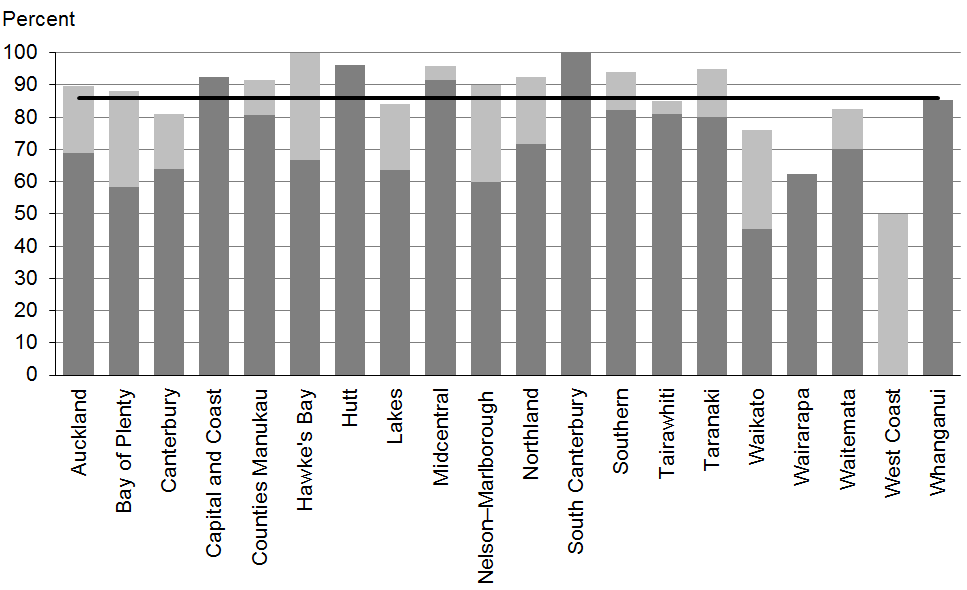 Percent
100
90
80
70
60
50
40
30
20
10
0
Auckland
Bay of Plenty
Canterbury
Capital and Coast
Counties Manukau
Hawke's Bay
Hutt
Lakes
Midcentral
Nelson–Marlborough
Northland
South Canterbury
Southern
Tairawhiti
Taranaki
Waikato
Wairarapa
Waitemata
West Coast
Whanganui